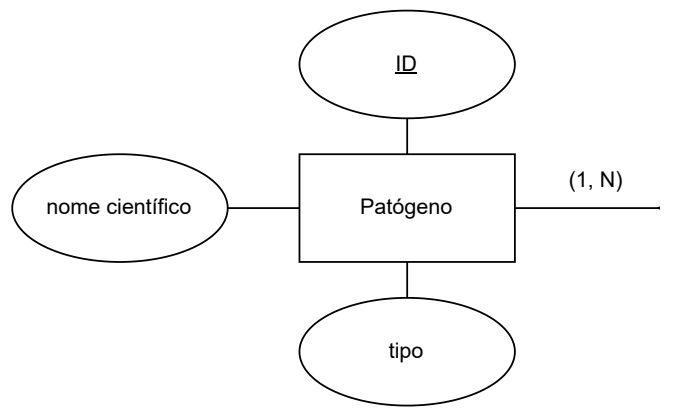 ID
(1, N)
nome científico
Patógeno
tipo